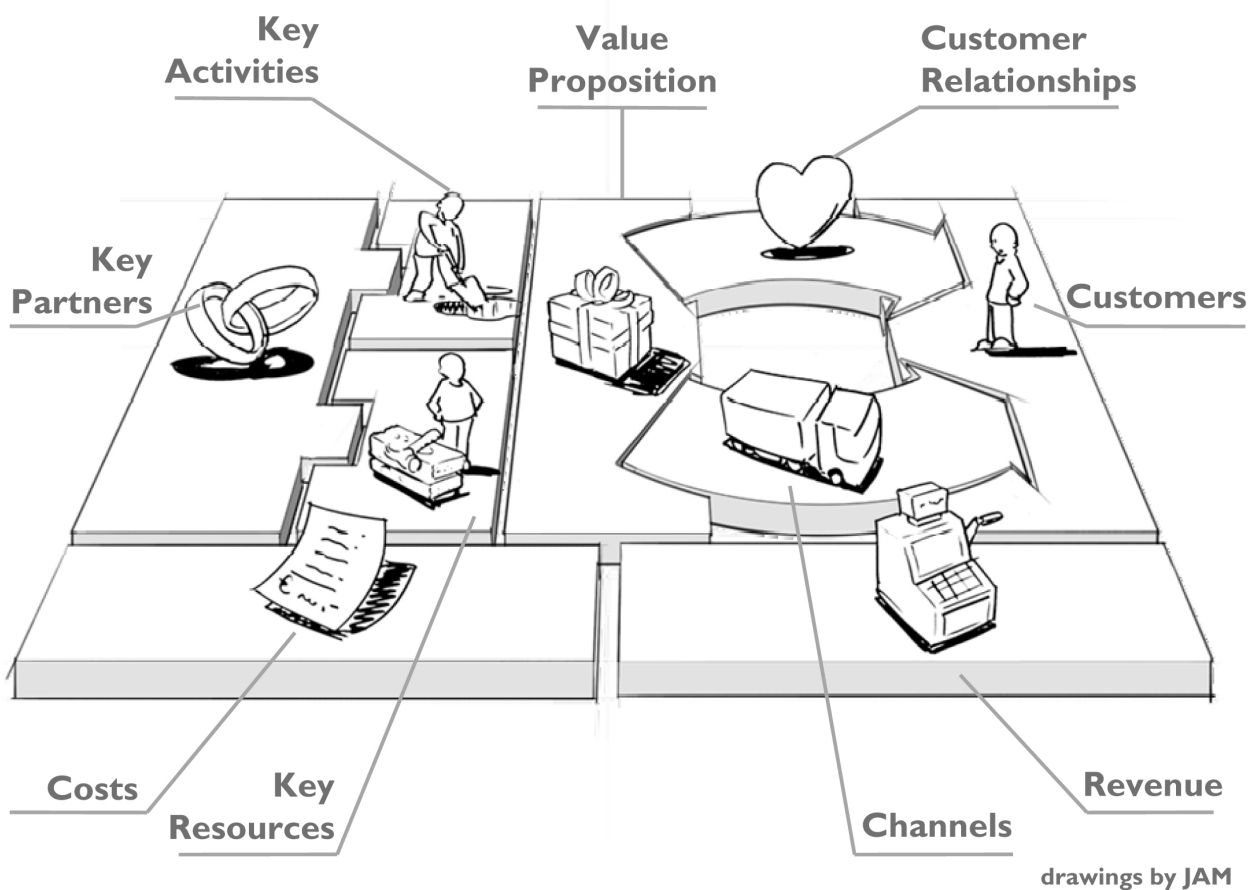 Key
Activities
Value
Proposition
Customer
Relationships
Key
Partners
Customers
€
Costs
Key
Resources
Channels
Revenue
drawings by JAM